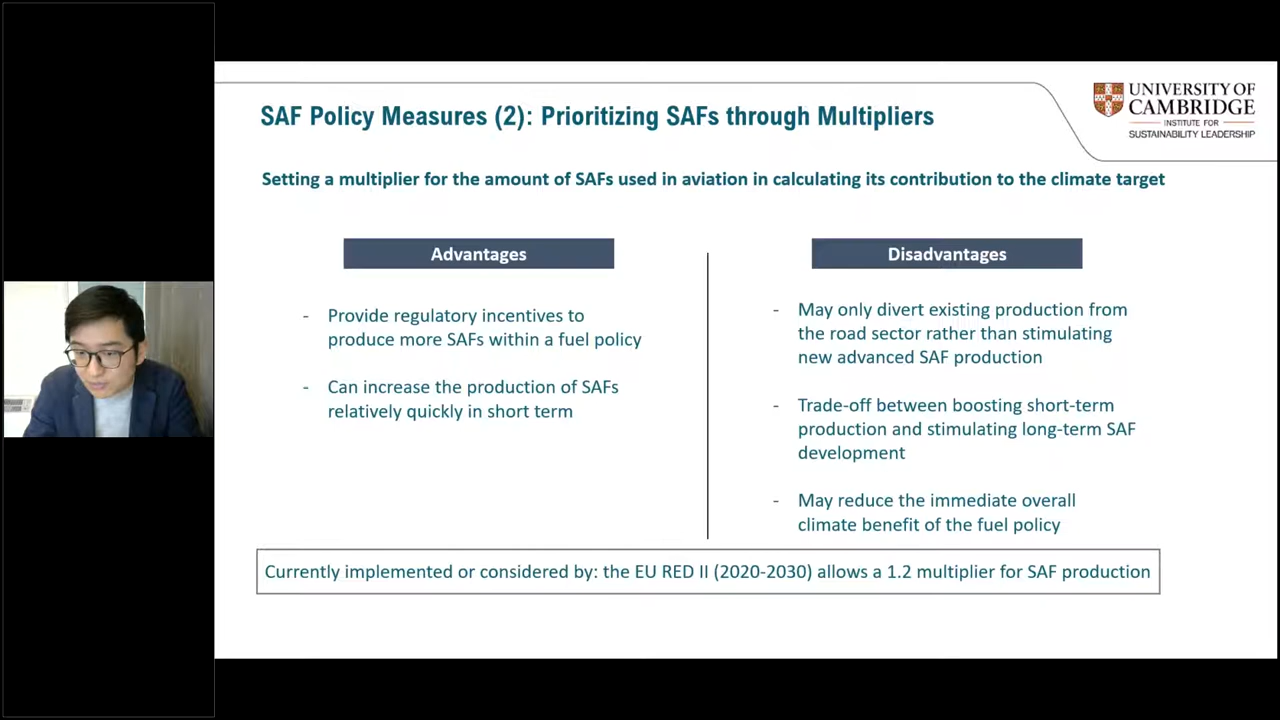 SAF Policy Measures (2): Prioritizing SAFs through Multipliers
UNIVERSITY OF
CAMBRIDGE
INSTITUTE FOR
SUSTAINABILITY LEADERSHIP
Setting a multiplier for the amount of SAFs used in aviation in calculating its contribution to the climate target
Advantages
- Provide regulatory incentives to
produce more SAFs within a fuel policy
- Can increase the production of SAFs
relatively quickly in short term
Disadvantages
- May only divert existing production from
the road sector rather than stimulating
new advanced SAF production
- Trade-off between boosting short-term
production and stimulating long-term SAF
development
- May reduce the immediate overall
climate benefit of the fuel policy
Currently implemented or considered by: the EU RED II (2020-2030) allows a 1.2 multiplier for SAF production